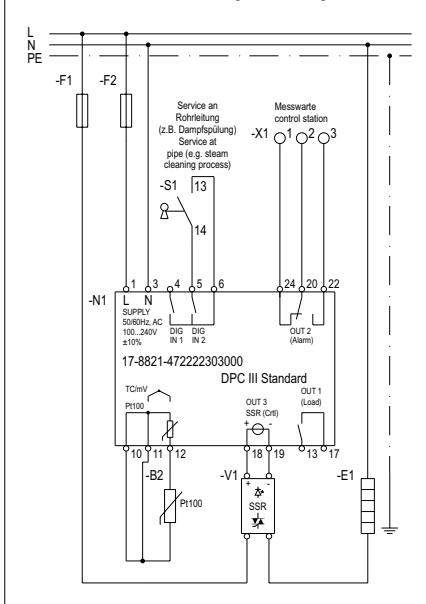 L
N
PE
-F1
-F2
Service an
Rohrleitung
(z.B. Dampfspülung)
Service at
pipe (e.g. steam
cleaning process)
Messwarte
control station
-X1 1 2 3
-S1 13
14
-N1
1 3 4 5 6 24 20 22
L N
SUPPLY
50/60Hz, AC
100...240V
±10%
DIG
IN 1
DIG
IN 2
OUT 2
(Alarm)
17-8821-472222303000
DPC III Standard
TC/mV
Pt100
OUT 3
SSR (Crtl)
+ -
OUT 1
(Load)
10 11 12 18 19 13 17
-B2
Pt100
-V1
+ -
SSR
-E1